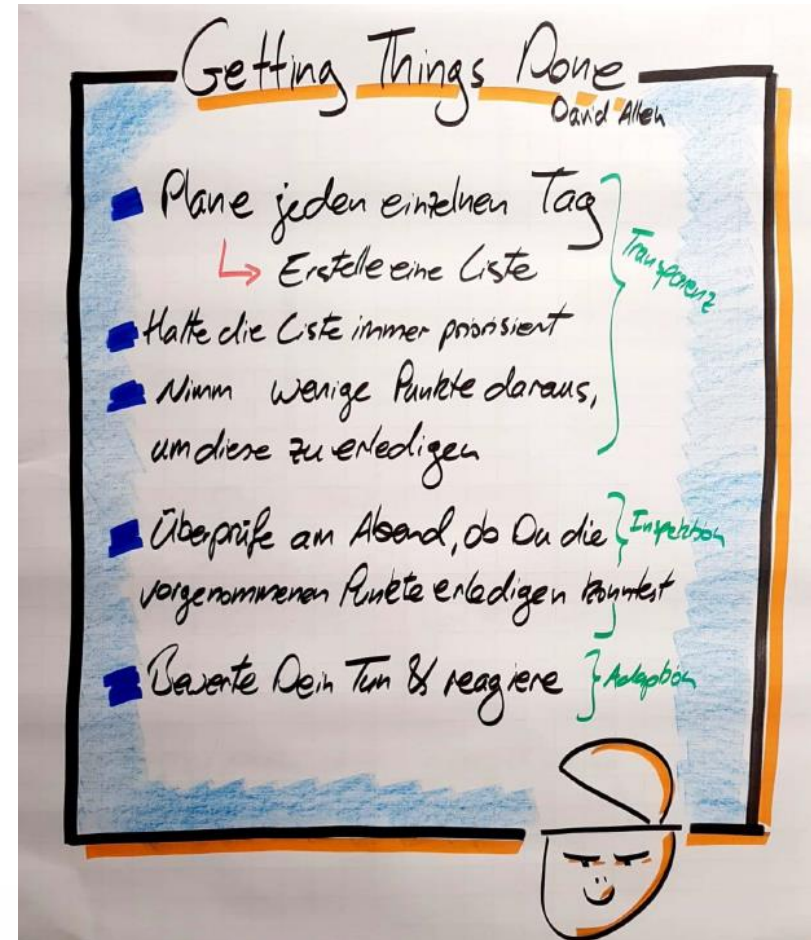 Getting Things Done
David Allen
Plane jeden einzelnen Tag
Erstelle eine Liste
Transparenz
Halte die Liste immer priorisiert
Nimm wenige Punkte daraus,
um diese zu erledigen
Überprüfe am Abend, ob Du die
Inspektion
vorgenommenen Punkte erledigen konntest
Bewerte Dein Tun & reagiere
Adaption